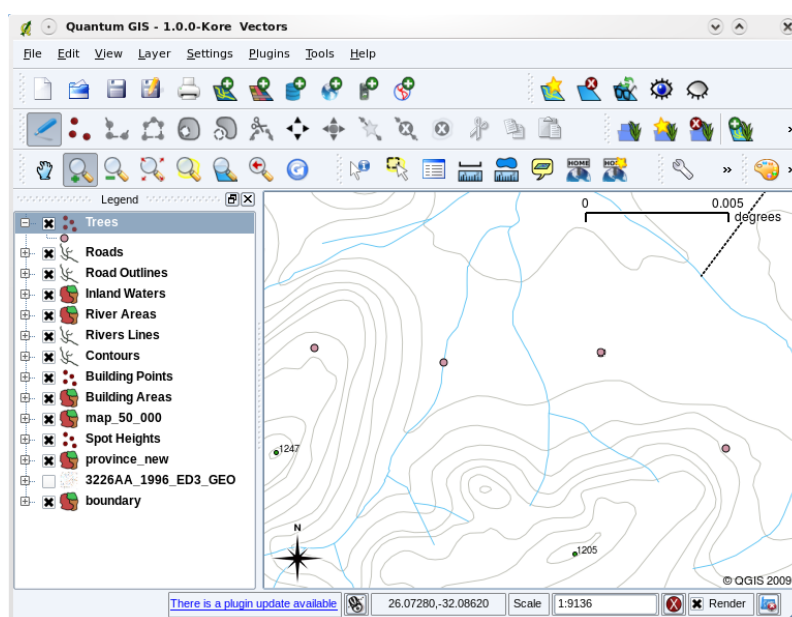 Quantum GIS - 1.0.0-Kore Vectors
File Edit View Layer Settings Plugins Tools Help
HOME HOME
Legend
Trees
Roads
Road Outlines
Inland Waters
River Areas
Rivers Lines
Contours
Building Points
Building Areas
map_50_000
Spot Heights
province_new
3226AA_1996_ED3_GEO
boundary
0 0.005
degrees
1247
1205
N
© QGIS 2009
There is a plugin update available 26.07280,-32.08620 Scale 1:9136 Render